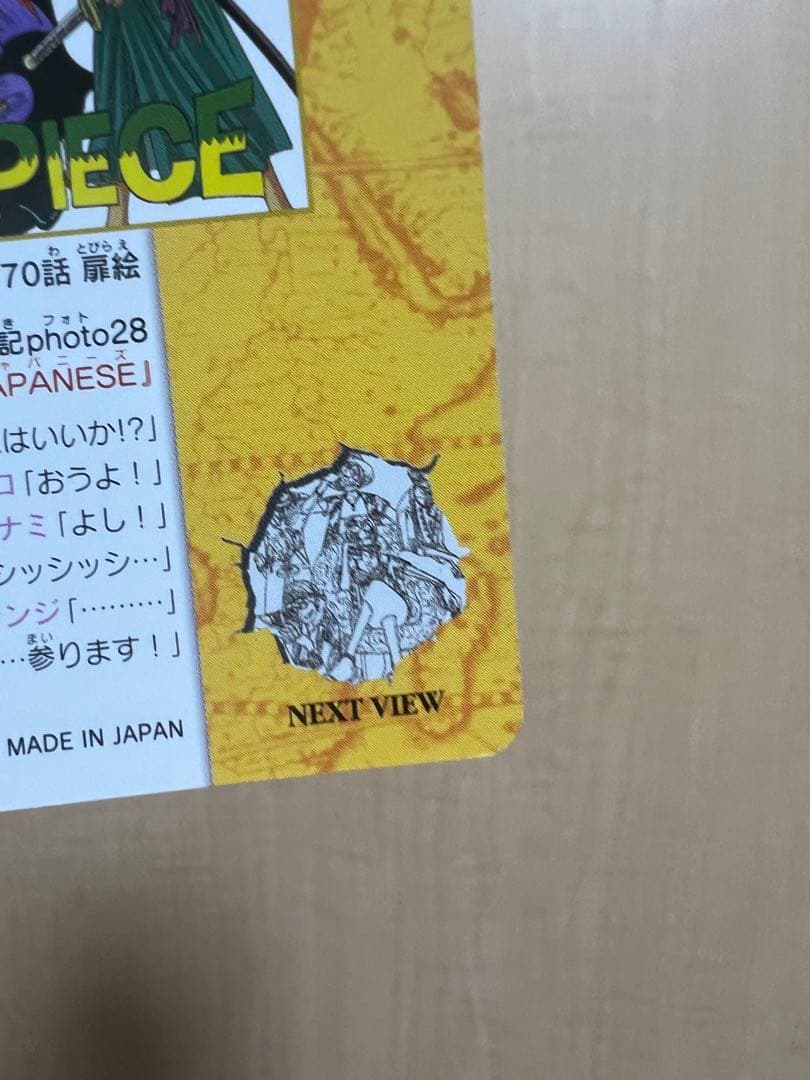 PIECE
70話 扉絵
記photo28
APANESE』
はいいか!?」
コ「おうよ！」
ナミ「よし！」
シッシッシ…」
ンジ「………」
…参ります！」
MADE IN JAPAN
NEXT VIEW